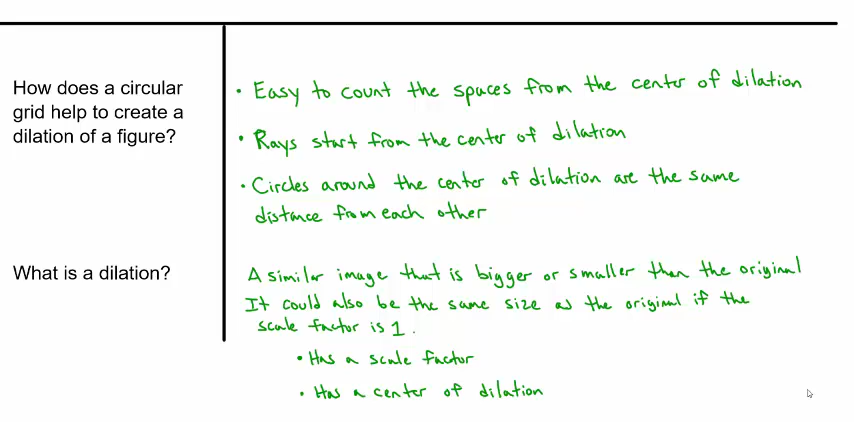 How does a circular
grid help to create a
dilation of a figure?
• Easy to count the spaces from the center of dilation
• Rays start from the center of dilation
• Circles around the center of dilation are the same
distance from each other
What is a dilation?
A similar image that is bigger or smaller than the original
It could also be the same size as the original if the
scale factor is 1.
• Has a scale factor
• Has a center of dilation